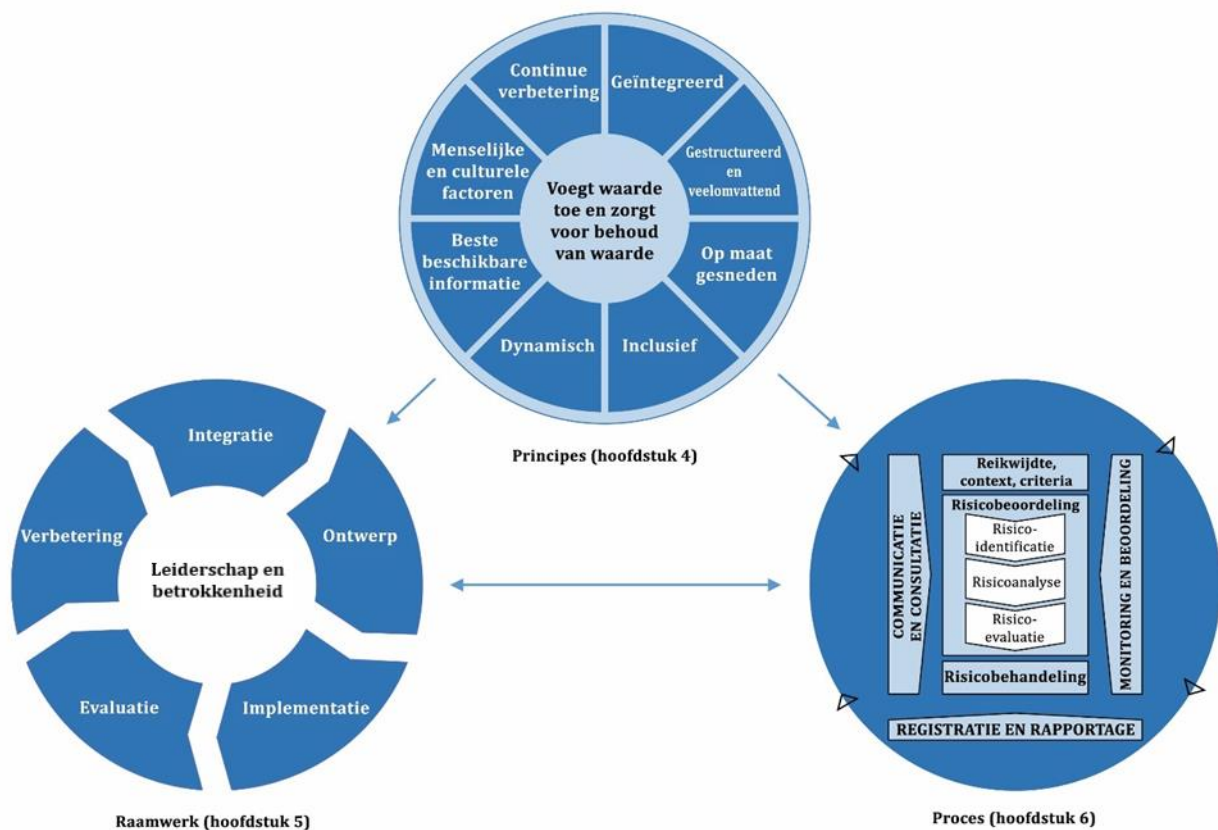 Continue
verbetering
Geïntegreerd
Menselijke
en culturele
factoren
Gestructureerd
en
veelomvattend
Voegt waarde
toe en zorgt
voor behoud
van waarde
Beste
beschikbare
informatie
Op maat
gesneden
Dynamisch
Inclusief
Principes (hoofdstuk 4)
Integratie
Verbetering
Ontwerp
Leiderschap en
betrokkenheid
Evaluatie
Implementatie
Raamwerk (hoofdstuk 5)
COMMUNICATIE
EN CONSULTATIE
Reikwijdte,
context, criteria
Risicobeoordeling
Risico-
identificatie
Risicoanalyse
Risico-
evaluatie
Risicobehandeling
MONITORING EN BEOORDELING
REGISTRATIE EN RAPPORTAGE
Proces (hoofdstuk 6)